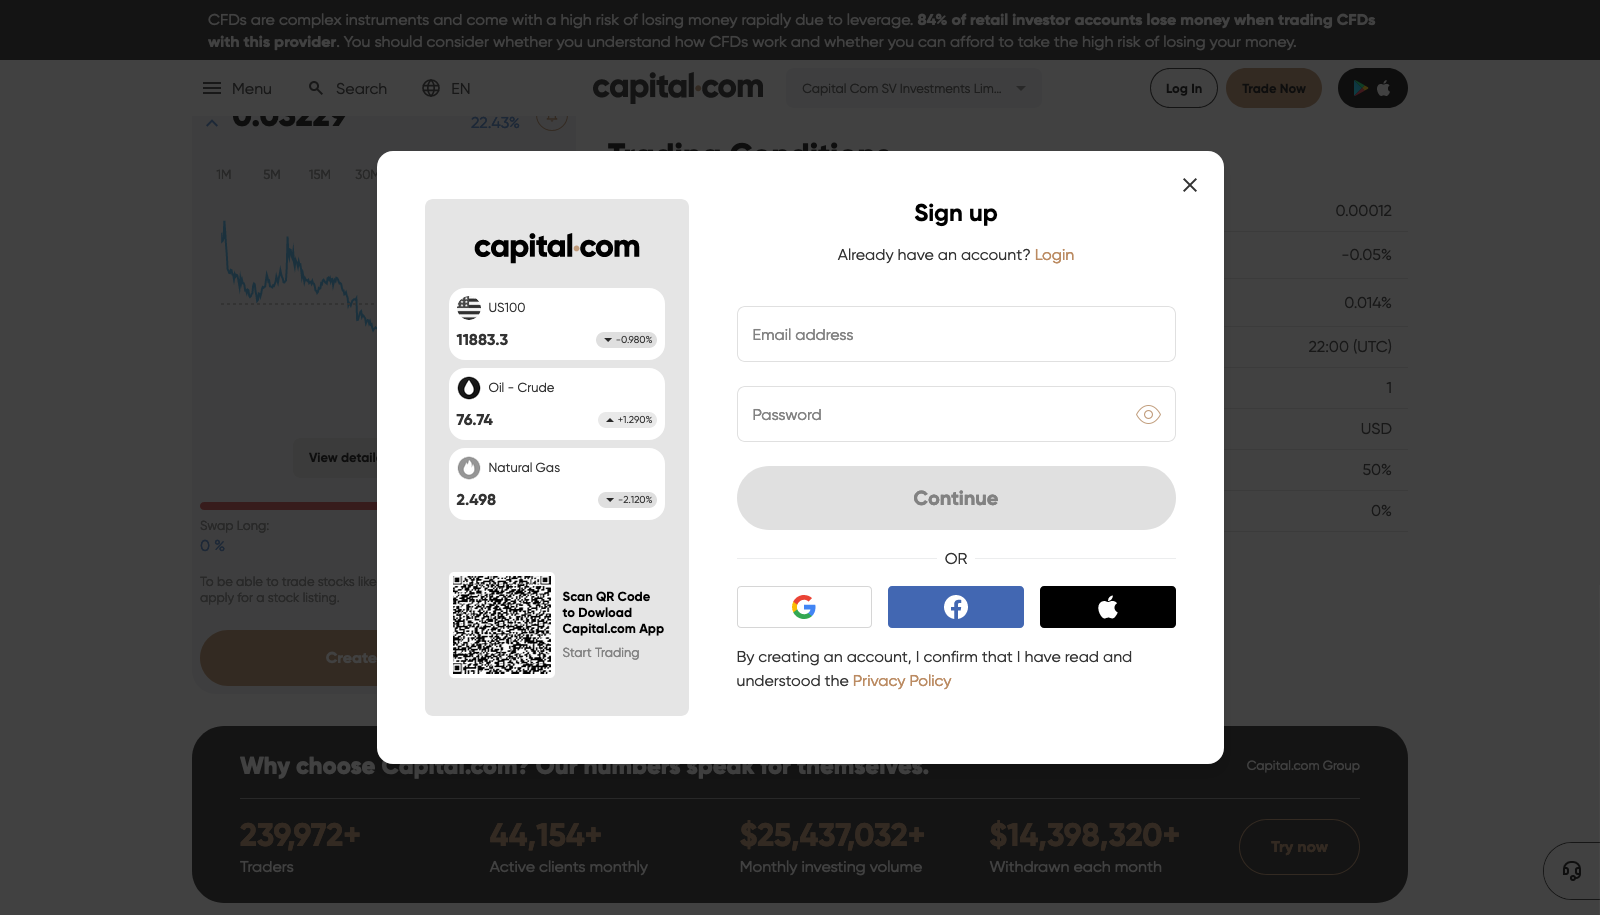 CFDs are complex instruments and come with a high risk of losing money rapidly due to leverage. 84% of retail investor accounts lose money when trading CFDs
with this provider. You should consider whether you understand how CFDs work and whether you can afford to take the high risk of losing your money.
Menu
Search
EN
capital.com
Capital Com SV Investments Lim...
Log In
Trade Now
0.03229
22.43%
Trading Conditions
1M
5M
15M
30M
0.00012
-0.05%
0.014%
22:00 (UTC)
1
USD
50%
0%
View details
Swap Long:
0 %
To be able to trade stocks like
apply for a stock listing.
Create
capital.com
US100
11883.3
-0.980%
Oil - Crude
76.74
+1.290%
Natural Gas
2.498
-2.120%
Scan QR Code
to Dowload
Capital.com App
Start Trading
Sign up
Already have an account? Login
Email address
Password
Continue
OR
By creating an account, I confirm that I have read and
understood the Privacy Policy
Why choose Capital.com? Our numbers speak for themselves.
Capital.com Group
239,972+
Traders
44,154+
Active clients monthly
$25,437,032+
Monthly investing volume
$14,398,320+
Withdrawn each month
Try now